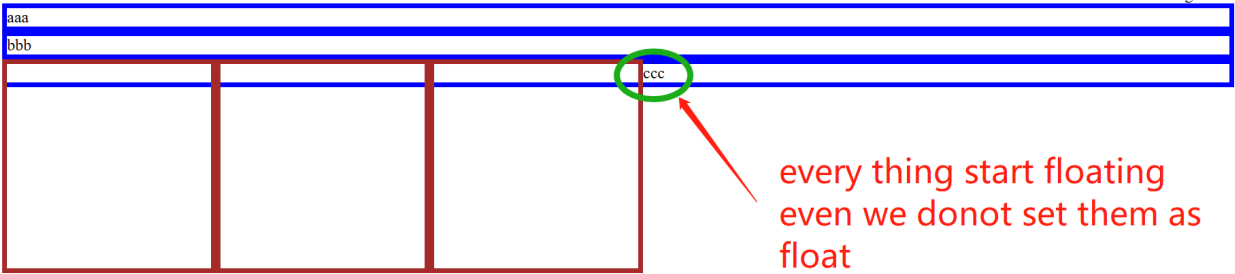 aaa
bbb
ccc
every thing start floating
even we donot set them as
float